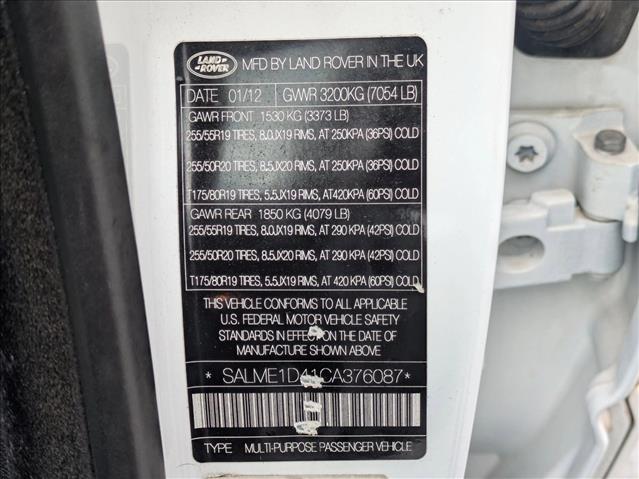 LAND ROVER
MFD BY LAND ROVER IN THE UK
DATE 01/12 GWVR 3200KG (7054 LB)
GAWR FRONT 1530 KG (3373 LB)
255/55R19 TIRES, 8.0JX19 RIMS, AT 250KPA (36PSI) COLD
255/50R20 TIRES, 8.5JX20 RIMS, AT 250KPA (36PSI) COLD
T175/80R19 TIRES, 5.5JX19 RIMS, AT420KPA (60PSI) COLD
GAWR REAR 1850 KG (4079 LB)
255/55R19 TIRES, 8.0JX19 RIMS, AT 290 KPA (42PSI) COLD
255/50R20 TIRES, 8.5JX20 RIMS, AT 290 KPA (42PSI) COLD
T175/80R19 TIRES, 5.5JX19 RIMS, AT 420 KPA (60PSI) COLD
THIS VEHICLE CONFORMS TO ALL APPLICABLE
U.S. FEDERAL MOTOR VEHICLE SAFETY
STANDARDS IN EFFECT ON THE DATE OF
MANUFACTURE SHOWN ABOVE
* SALME1D41CA376087 *
TYPE MULTI-PURPOSE PASSENGER VEHICLE